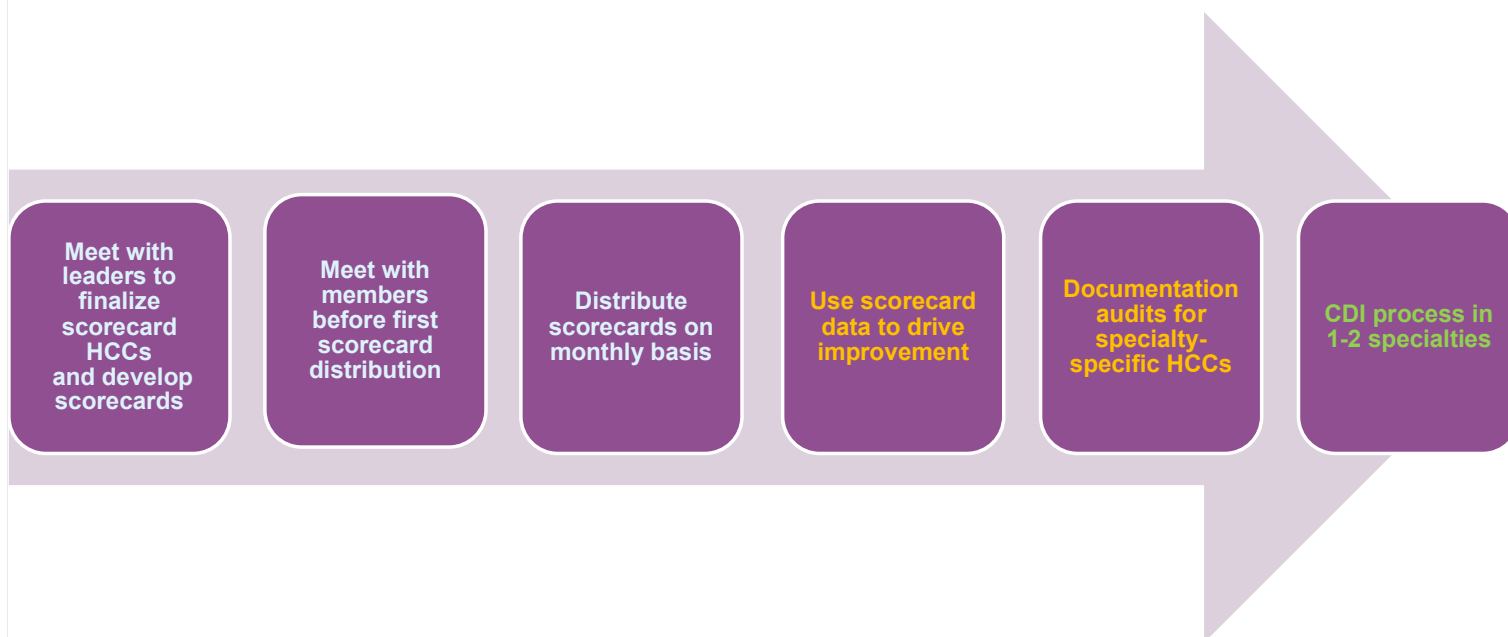 Meet with
leaders to
finalize
scorecard
HCCs
and develop
scorecards
Meet with
members
before first
scorecard
distribution
Distribute
scorecards on
monthly basis
Use scorecard
data to drive
improvement
Documentation
audits for
specialty-
specific HCCs
CDI process in
1-2 specialties